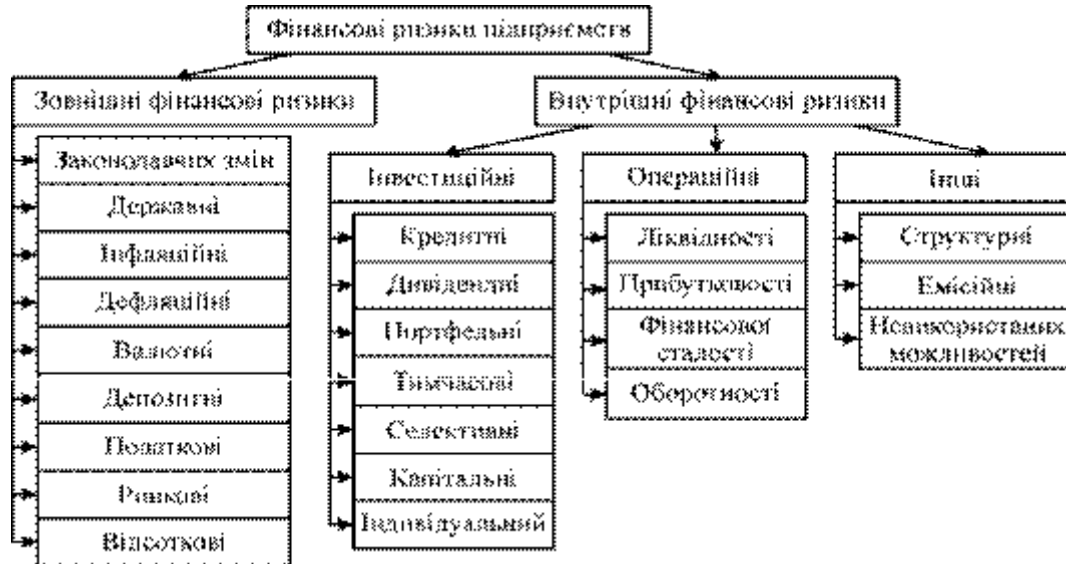 Фінансові ризики підприємств
Зовнішні фінансові ризики
Внутрішні фінансові ризики
Законодавчих змін
Державні
Інфляційні
Дефляційні
Валютні
Депозитні
Податкові
Ринкові
Відсоткові
Інвестиційні
Кредитні
Дивідендні
Портфельні
Тимчасові
Селективні
Капітальні
Індивідуальний
Операційні
Ліквідності
Прибутковості
Фінансової
сталості
Оборотності
Інші
Структурні
Емісійні
Невикористаних
можливостей